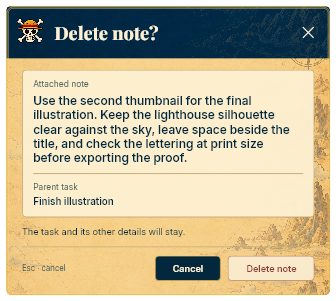 Delete note?
Attached note
Use the second thumbnail for the final
illustration. Keep the lighthouse silhouette
clear against the sky, leave space beside the
title, and check the lettering at print size
before exporting the proof.
Parent task
Finish illustration
The task and its other details will stay.
Esc · cancel
Cancel
Delete note